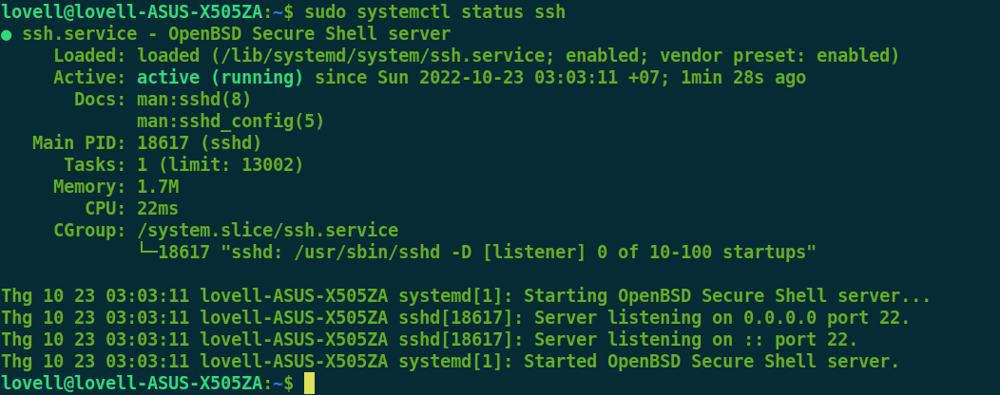 lovell@lovell-ASUS-X505ZA:~$ sudo systemctl status ssh
● ssh.service - OpenBSD Secure Shell server
     Loaded: loaded (/lib/systemd/system/ssh.service; enabled; vendor preset: enabled)
     Active: active (running) since Sun 2022-10-23 03:03:11 +07; 1min 28s ago
       Docs: man:sshd(8)
             man:sshd_config(5)
   Main PID: 18617 (sshd)
      Tasks: 1 (limit: 13002)
     Memory: 1.7M
        CPU: 22ms
     CGroup: /system.slice/ssh.service
             └─18617 "sshd: /usr/sbin/sshd -D [listener] 0 of 10-100 startups"

Thg 10 23 03:03:11 lovell-ASUS-X505ZA systemd[1]: Starting OpenBSD Secure Shell server...
Thg 10 23 03:03:11 lovell-ASUS-X505ZA sshd[18617]: Server listening on 0.0.0.0 port 22.
Thg 10 23 03:03:11 lovell-ASUS-X505ZA sshd[18617]: Server listening on :: port 22.
Thg 10 23 03:03:11 lovell-ASUS-X505ZA systemd[1]: Started OpenBSD Secure Shell server.
lovell@lovell-ASUS-X505ZA:~$